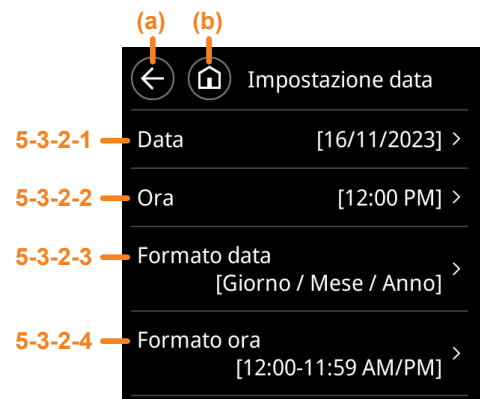 (a) (b)
Impostazione data
5-3-2-1 Data [16/11/2023] >
5-3-2-2 Ora [12:00 PM] >
5-3-2-3 Formato data
[Giorno / Mese / Anno] >
5-3-2-4 Formato ora
[12:00-11:59 AM/PM] >